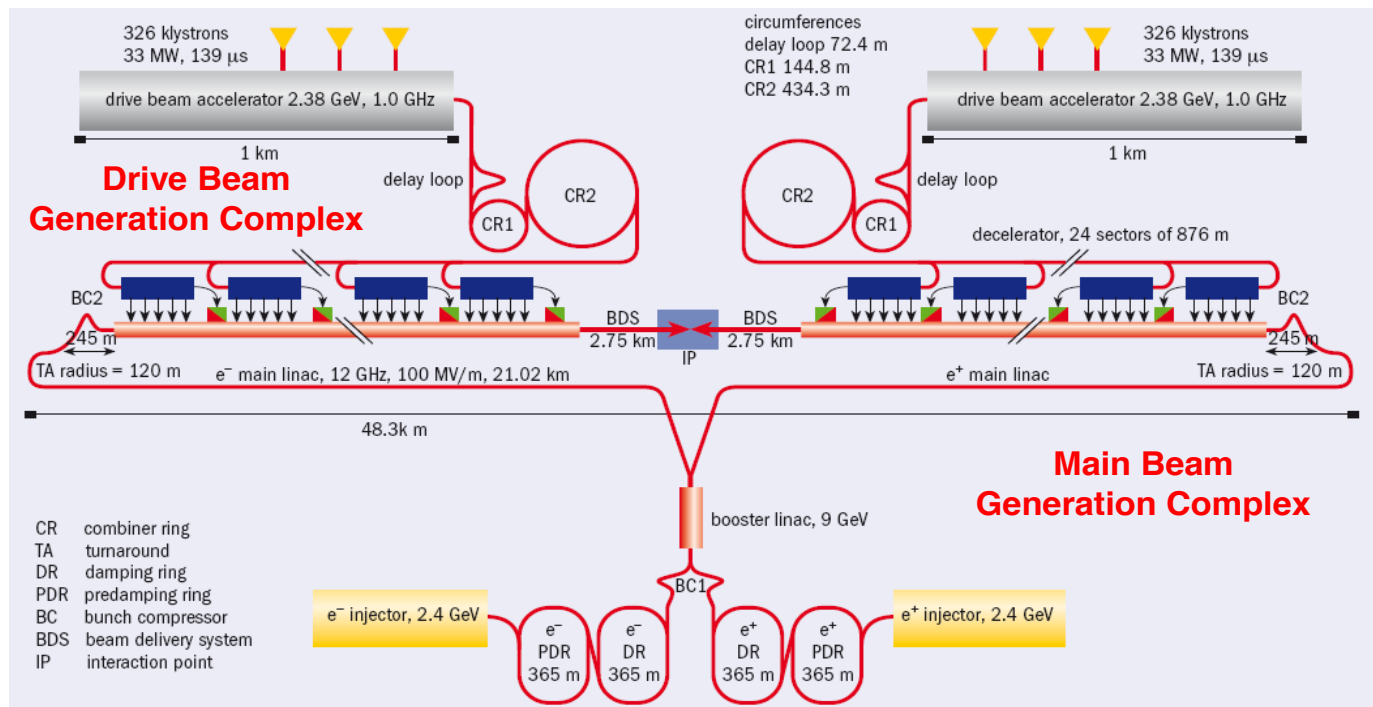 326 klystrons
33 MW, 139 μs
drive beam accelerator 2.38 GeV, 1.0 GHz
1 km
circumferences
delay loop 72.4 m
CR1 144.8 m
CR2 434.3 m
326 klystrons
33 MW, 139 μs
drive beam accelerator 2.38 GeV, 1.0 GHz
1 km
Drive Beam
Generation Complex
delay loop
CR1
CR2
CR2
CR1
delay loop
decelerator, 24 sectors of 876 m
BC2
245 m
TA radius = 120 m
BDS
2.75 km
IP
BDS
2.75 km
BC2
245 m
TA radius = 120 m
e⁻ main linac, 12 GHz, 100 MV/m, 21.02 km
e⁺ main linac
48.3k m
Main Beam
Generation Complex
booster linac, 9 GeV
BC1
CR combiner ring
TA turnaround
DR damping ring
PDR predamping ring
BC bunch compressor
BDS beam delivery system
IP interaction point
e⁻ injector, 2.4 GeV
e⁻
PDR
365 m
e⁻
DR
365 m
e⁺
DR
365 m
e⁺
PDR
365 m
e⁺ injector, 2.4 GeV